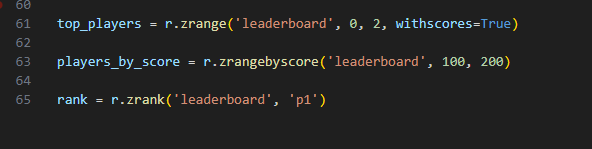 60
61 top_players = r.zrange('leaderboard', 0, 2, withscores=True)
62
63 players_by_score = r.zrangebyscore('leaderboard', 100, 200)
64
65 rank = r.zrank('leaderboard', 'p1')